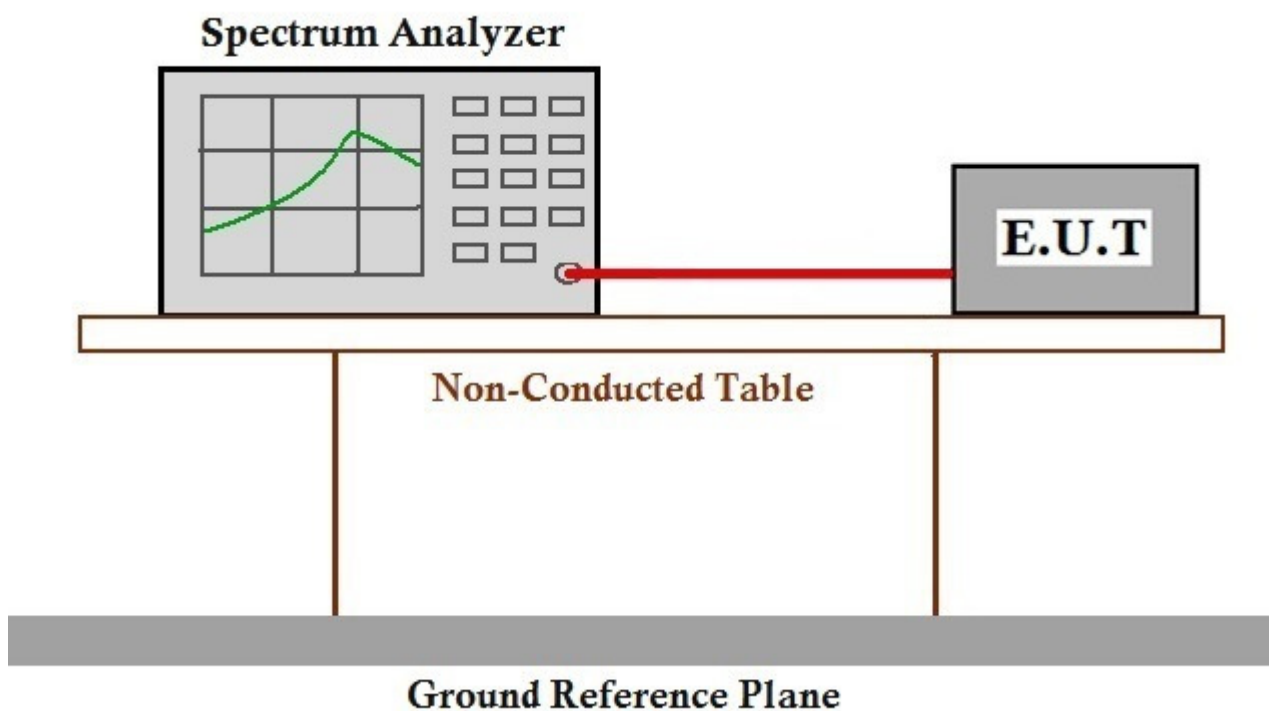 Spectrum Analyzer
E.U.T
Non-Conducted Table
Ground Reference Plane